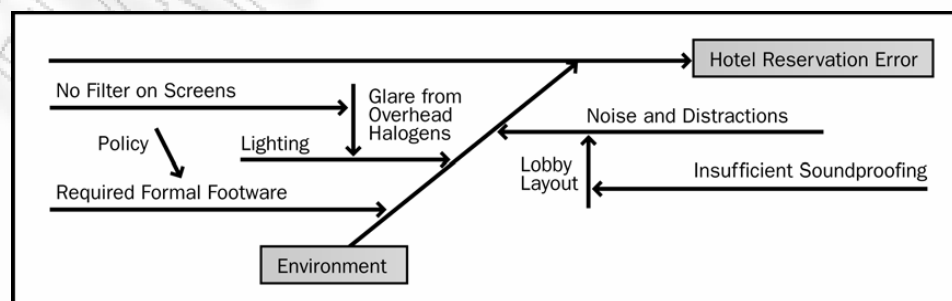 Hotel Reservation Error
No Filter on Screens
Glare from
Overhead
Halogens
Noise and Distractions
Policy
Lighting
Lobby
Layout
Insufficient Soundproofing
Required Formal Footware
Environment